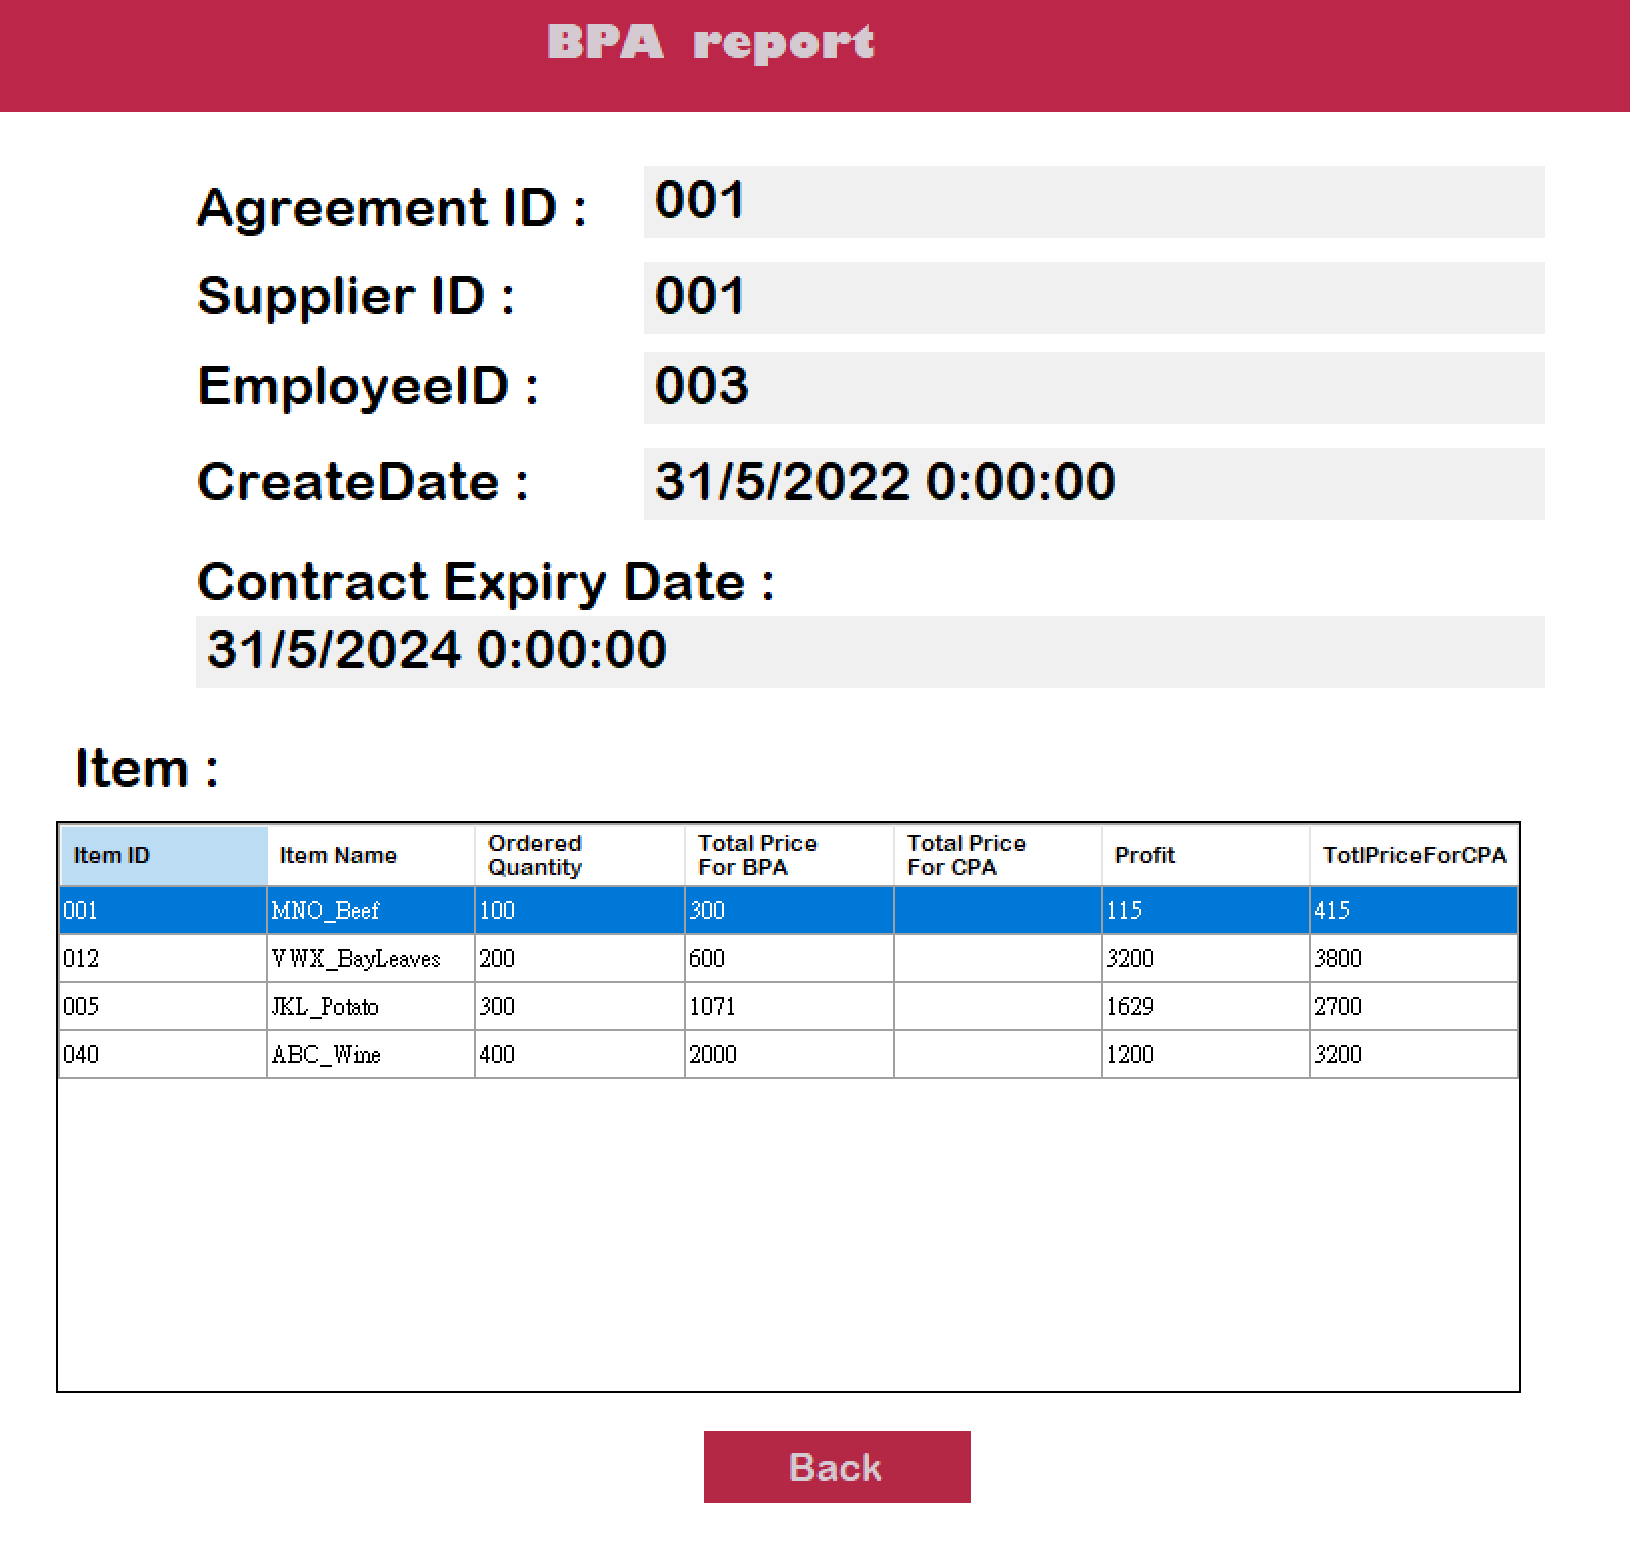 BPA report
Agreement ID : 001
Supplier ID : 001
EmployeeID : 003
CreateDate : 31/5/2022 0:00:00
Contract Expiry Date :
31/5/2024 0:00:00
Item :
Item ID Item Name Ordered Quantity Total Price For BPA Total Price For CPA Profit TotlPriceForCPA
001 MNO_Beef 100 300 115 415
012 VWX_BayLeaves 200 600 3200 3800
005 JKL_Potato 300 1071 1629 2700
040 ABC_Wine 400 2000 1200 3200
Back